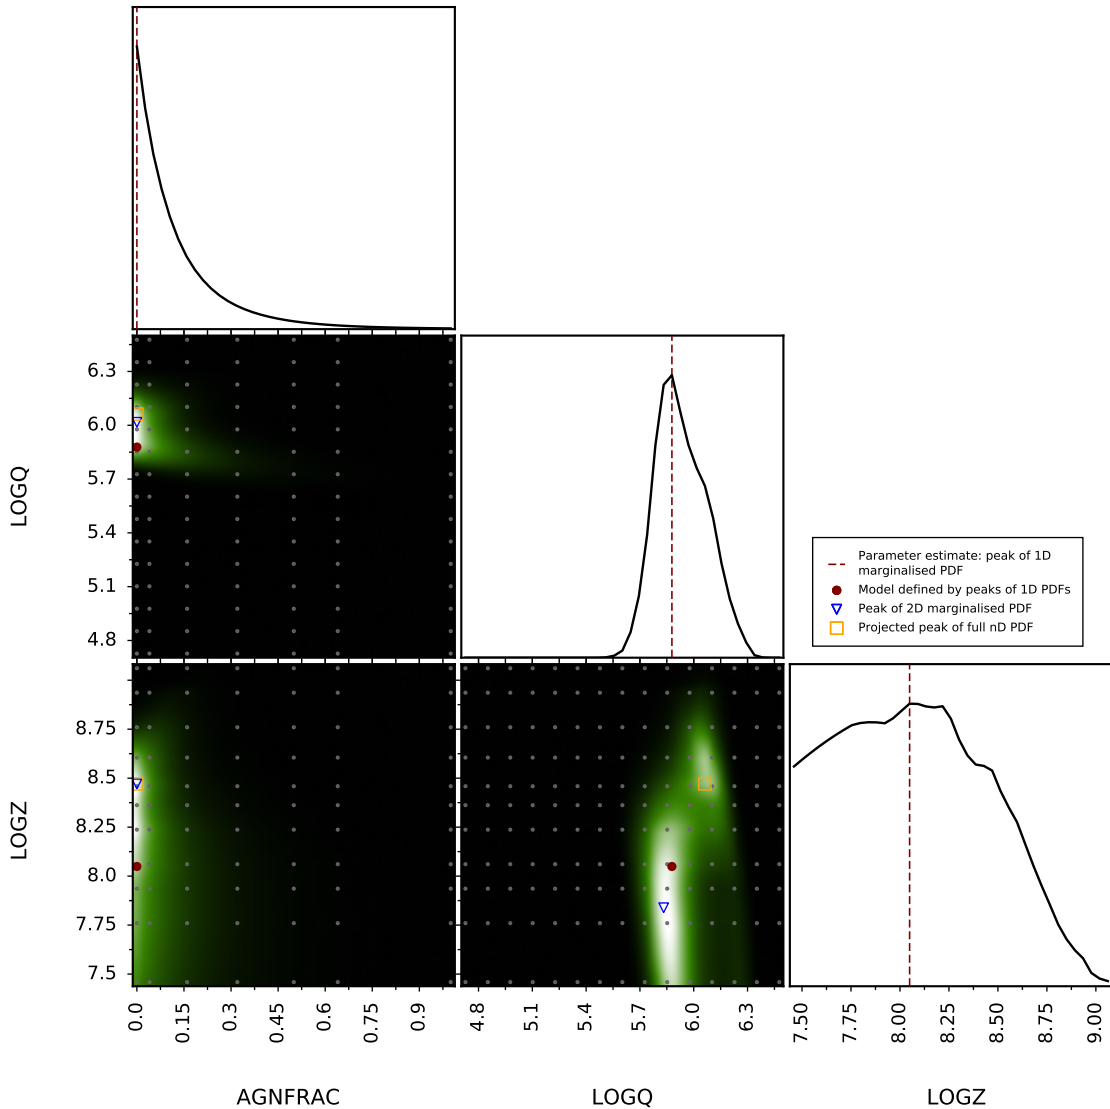 6.3
6.0
5.7
5.4
5.1
4.8
LOGQ
Parameter estimate: peak of 1D
marginalised PDF
Model defined by peaks of 1D PDFs
Peak of 2D marginalised PDF
Projected peak of full nD PDF
8.75
8.5
8.25
8.0
7.75
7.5
LOGZ
0.0 0.15 0.3 0.45 0.6 0.75 0.9
4.8 5.1 5.4 5.7 6.0 6.3
7.50 7.75 8.00 8.25 8.50 8.75 9.00
AGNFRAC LOGQ LOGZ